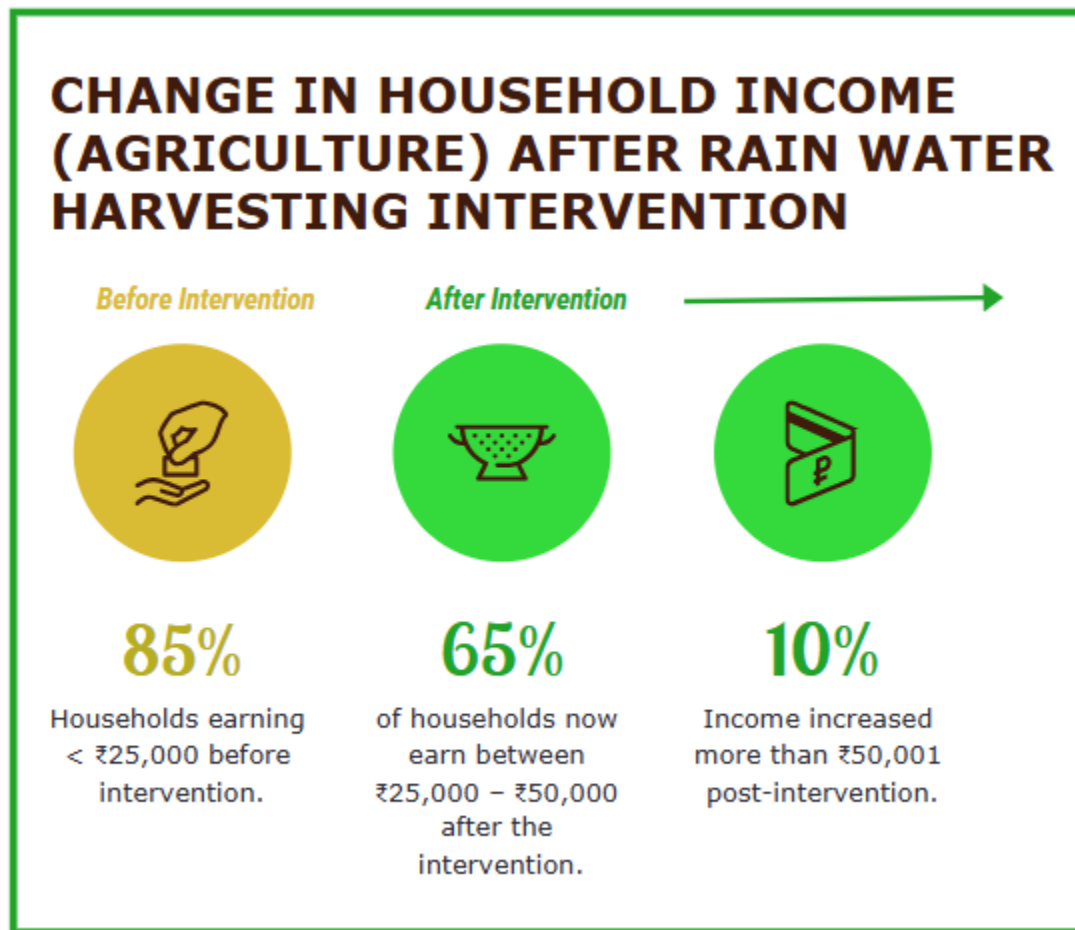 CHANGE IN HOUSEHOLD INCOME
(AGRICULTURE) AFTER RAIN WATER
HARVESTING INTERVENTION
Before Intervention
After Intervention
85%
Households earning
< ₹25,000 before
intervention.
65%
of households now
earn between
₹25,000 – ₹50,000
after the
intervention.
₽
10%
Income increased
more than ₹50,001
post-intervention.